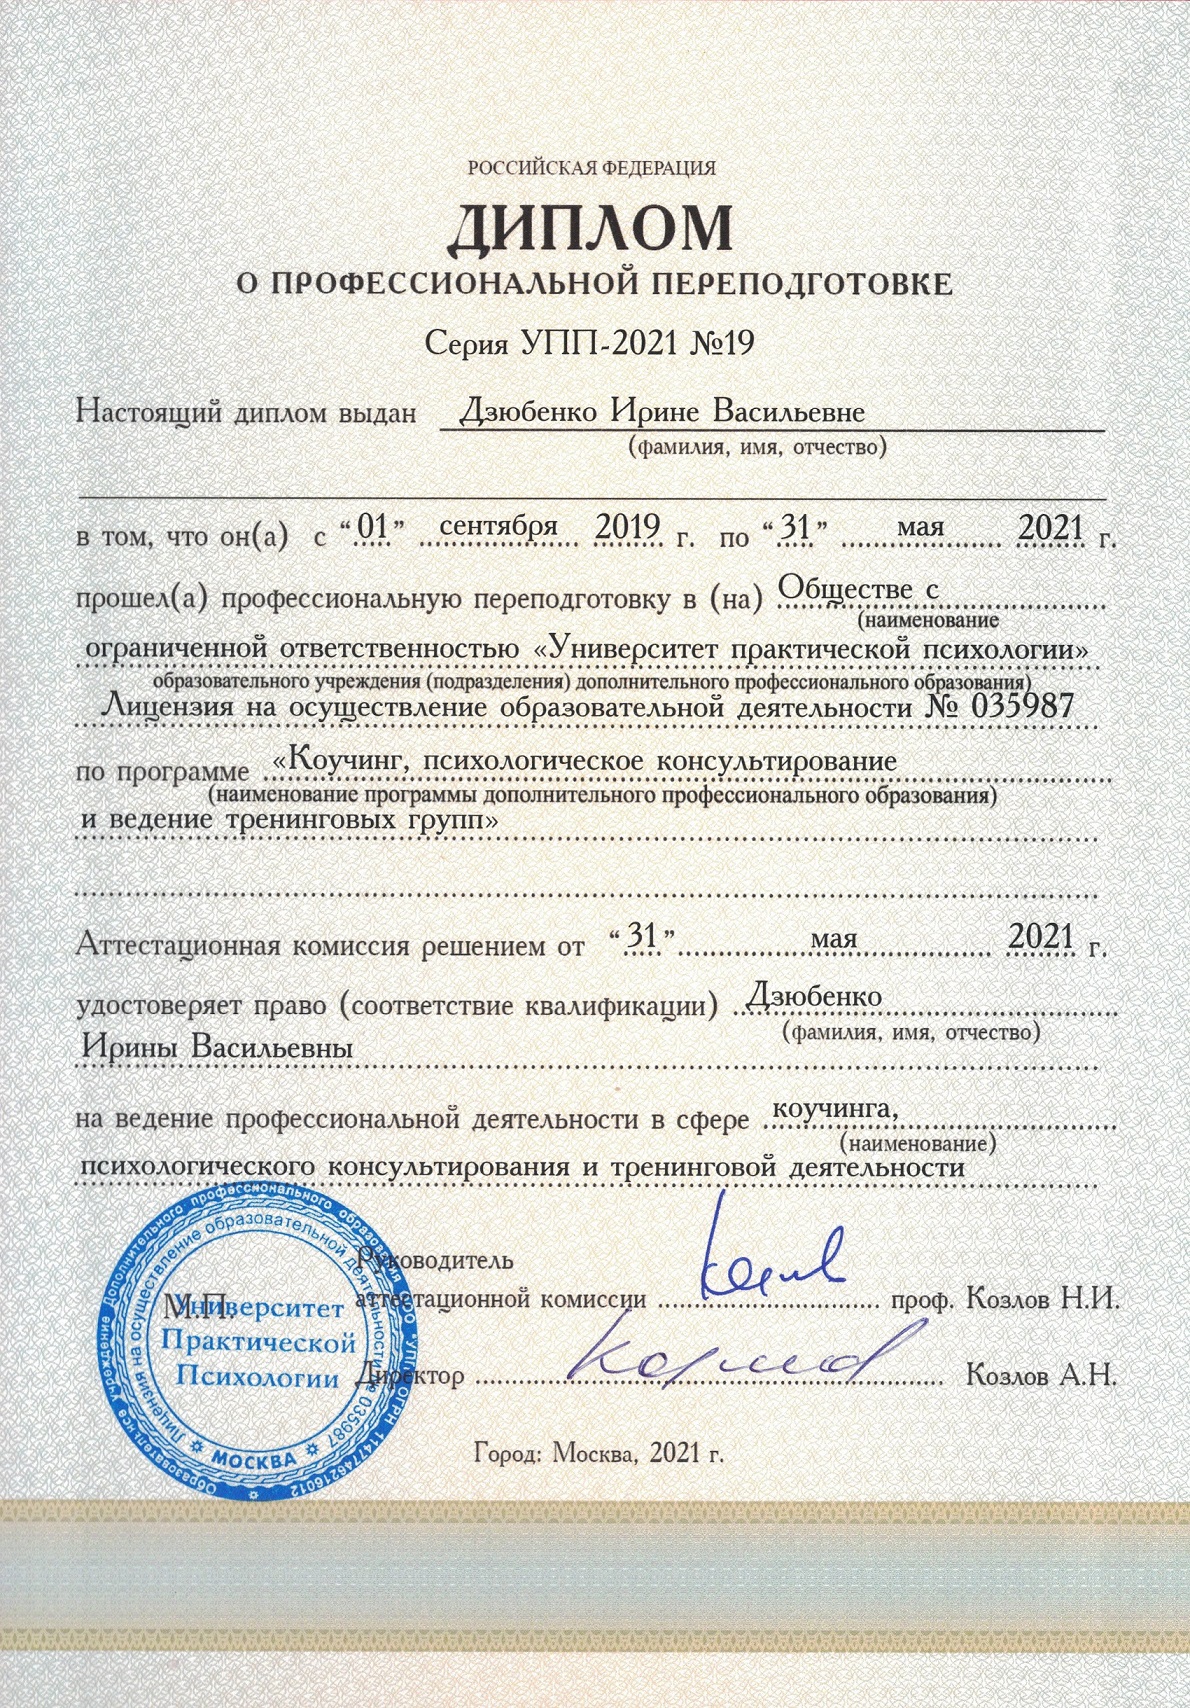 РОССИЙСКАЯ ФЕДЕРАЦИЯ
ДИПЛОМ
О ПРОФЕССИОНАЛЬНОЙ ПЕРЕПОДГОТОВКЕ
Серия УПП-2021 №19
Настоящий диплом выдан Дзюбенко Ирине Васильевне
(фамилия, имя, отчество)
в том, что он(а) с “01” сентября 2019 г. по “31” мая 2021 г.
прошел(а) профессиональную переподготовку в (на) Обществе с
(наименование
ограниченной ответственностью «Университет практической психологии»
образовательного учреждения (подразделения) дополнительного профессионального образования)
Лицензия на осуществление образовательной деятельности № 035987
по программе «Коучинг, психологическое консультирование
(наименование программы дополнительного профессионального образования)
и ведение тренинговых групп»
Аттестационная комиссия решением от “31” мая 2021 г.
удостоверяет право (соответствие квалификации) Дзюбенко
(фамилия, имя, отчество)
Ирины Васильевны
на ведение профессиональной деятельности в сфере коучинга,
(наименование)
психологического консультирования и тренинговой деятельности
Руководитель
аттестационной комиссии проф. Козлов Н.И.
Директор Козлов А.Н.
М.П.
Образовательное учреждение дополнительного профессионального образования ООО "УПП" ОГРН 1147746216012
Лицензия на осуществление образовательной деятельности № 035987
Университет
Практической
Психологии
МОСКВА
Город: Москва, 2021 г.